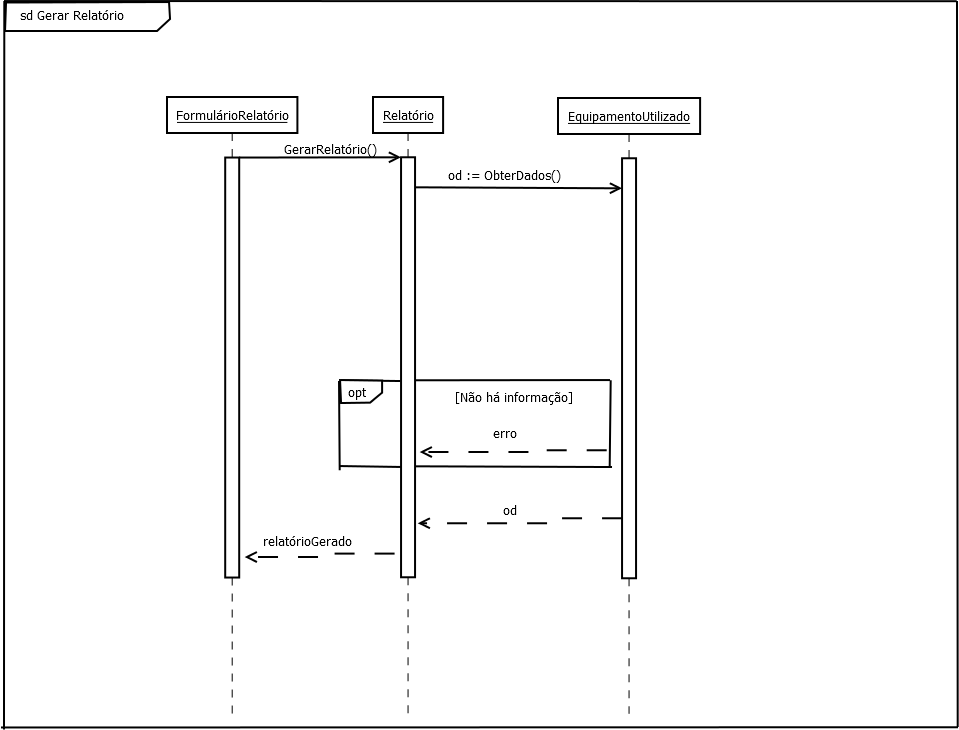 sd Gerar Relatório
FormulárioRelatório
Relatório
EquipamentoUtilizado
GerarRelatório()
od := ObterDados()
opt
[Não há informação]
erro
od
relatórioGerado